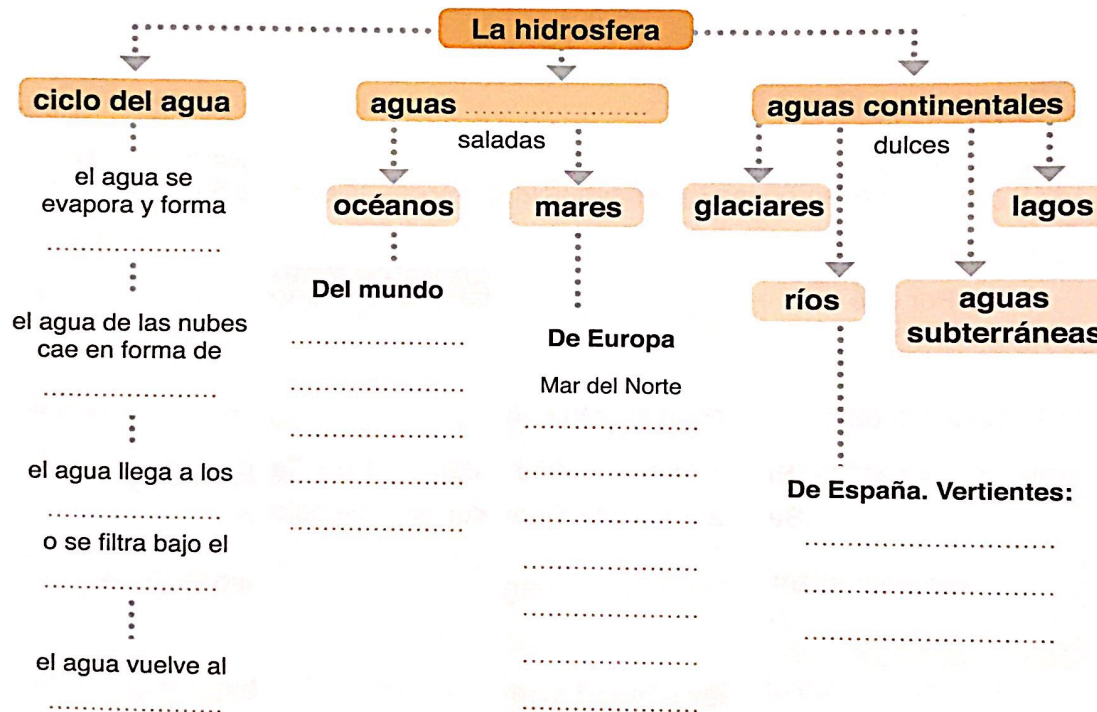 La hidrosfera
ciclo del agua
el agua se
evapora y forma
........................
el agua de las nubes
cae en forma de
........................
el agua llega a los
........................
o se filtra bajo el
........................
el agua vuelve al
........................
aguas ........................
saladas
océanos
Del mundo
........................
........................
........................
........................
........................
mares
De Europa
Mar del Norte
........................
........................
........................
........................
........................
........................
........................
aguas continentales
dulces
glaciares
ríos
De España. Vertientes:
........................
........................
........................
aguas
subterráneas
lagos